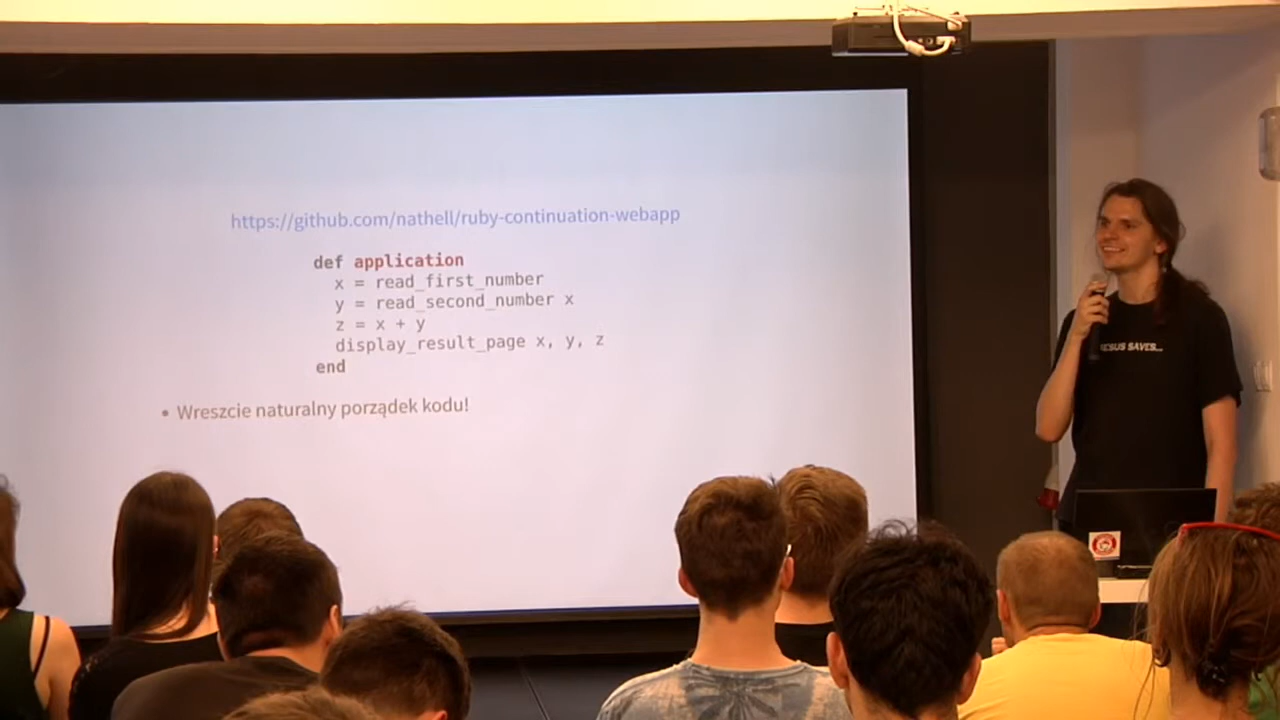 https://github.com/nathell/ruby-continuation-webapp
def application
x = read_first_number
y = read_second_number x
z = x + y
display_result_page x, y, z
end
• Wreszcie naturalny porządek kodu!
JESUS SAVES...